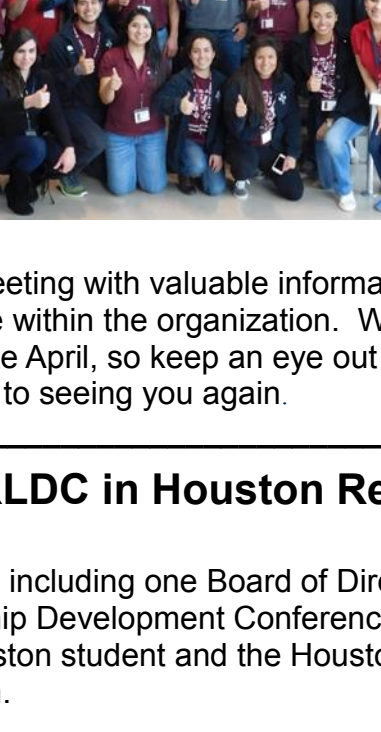 eeting with valuable informa
e within the organization. W
e April, so keep an eye out
to seeing you again.
LDC in Houston Re
including one Board of Dire
hip Development Conferenc
ston student and the Housto
.